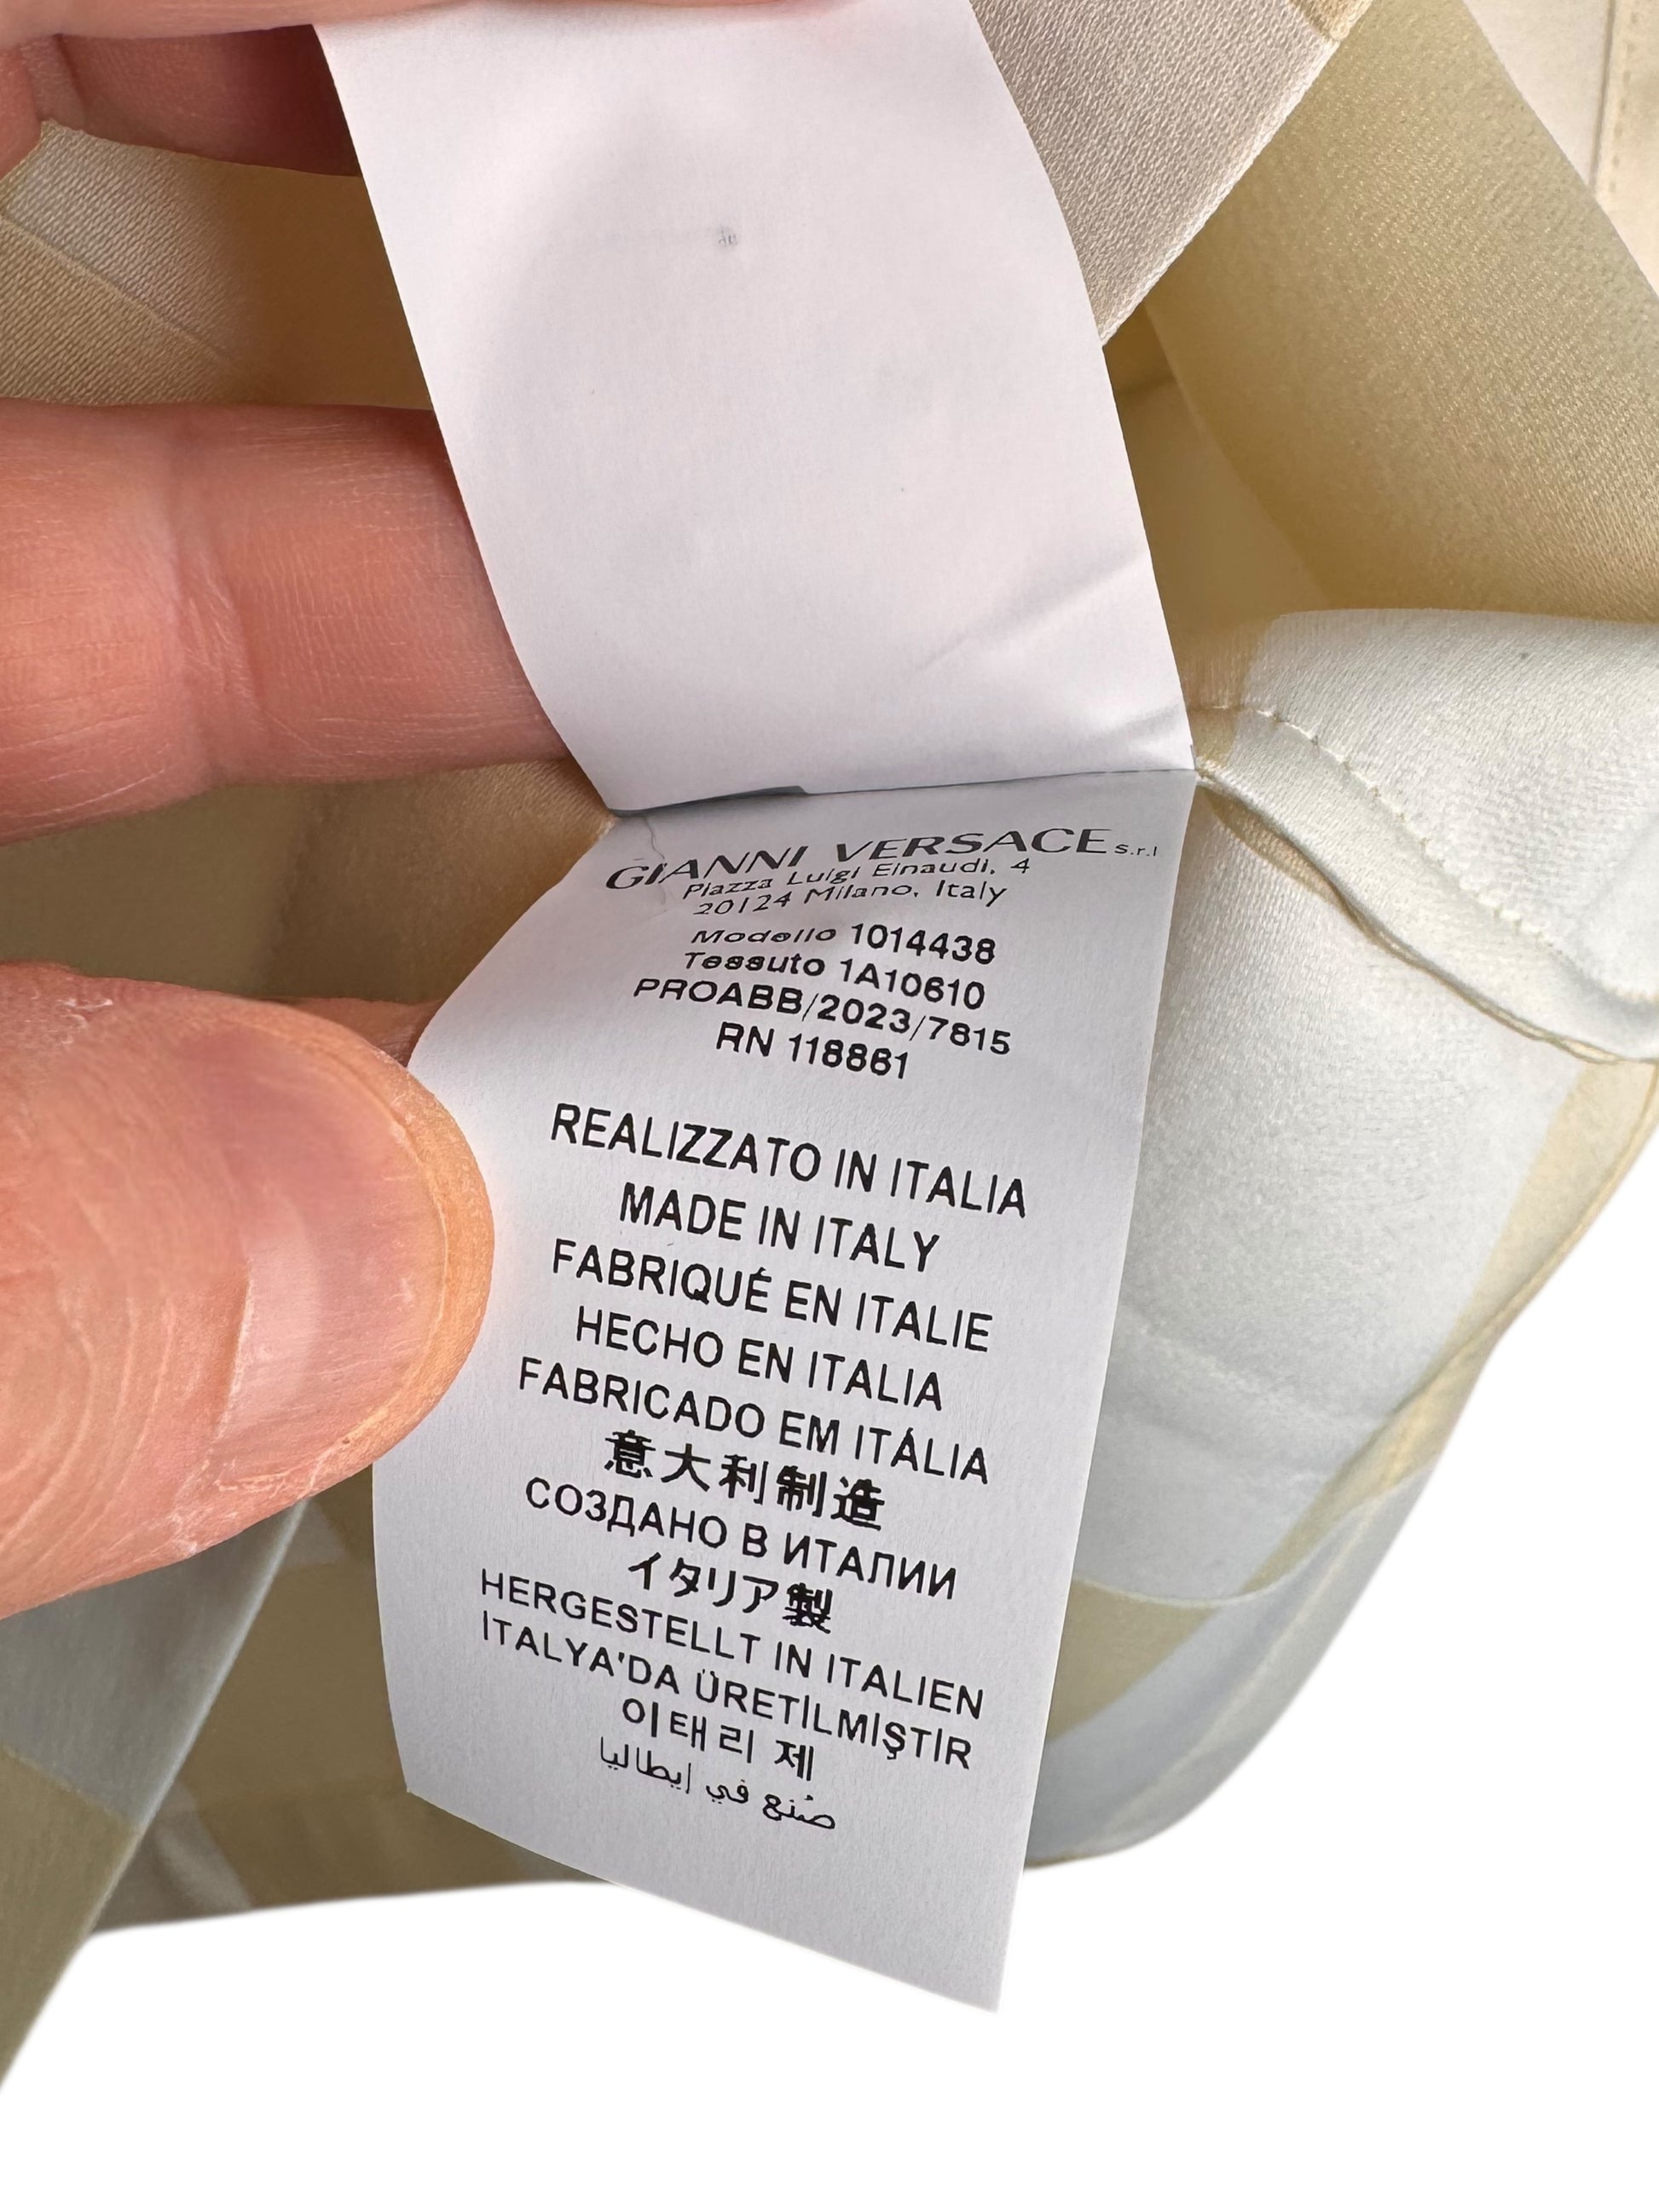 GIANNI VERSACE s.r.l
Piazza Luigi Einaudi, 4
20124 Milano, Italy
Modello 1014438
Tessuto 1A10610
PROABB/2023/7815
RN 118861
REALIZZATO IN ITALIA
MADE IN ITALY
FABRIQUÉ EN ITALIE
HECHO EN ITALIA
FABRICADO EM ITÁLIA
意大利制造
СОЗДАНО В ИТАЛИИ
イタリア製
HERGESTELLT IN ITALIEN
İTALYA'DA ÜRETİLMİŞTİR
이태리 제
صُنع في إيطاليا